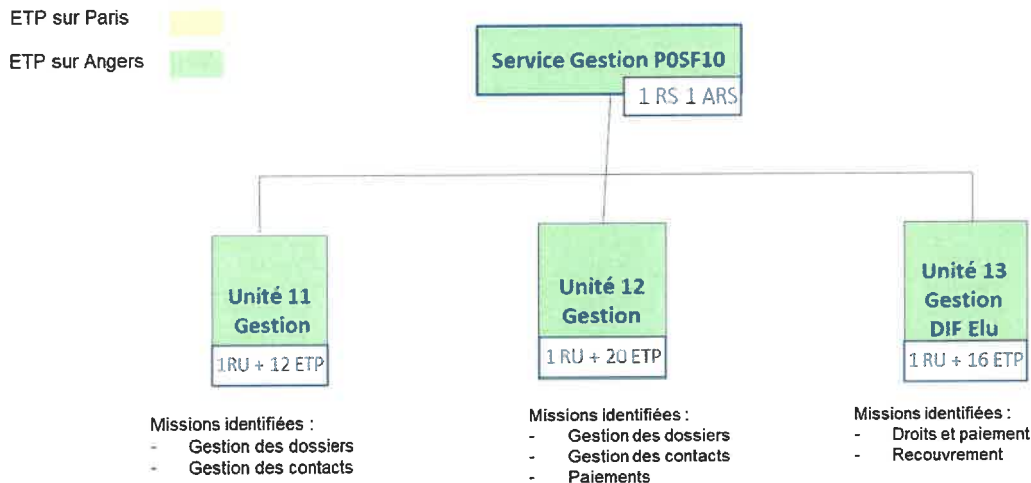 ETP sur Paris
ETP sur Angers
Service Gestion P0SF10
1 RS 1 ARS
Unité 11
Gestion
1RU + 12 ETP
Missions identifiées :
- Gestion des dossiers
- Gestion des contacts
Unité 12
Gestion
1 RU + 20 ETP
Missions identifiées :
- Gestion des dossiers
- Gestion des contacts
- Paiements
Unité 13
Gestion
DIF Elu
1 RU + 16 ETP
Missions identifiées :
- Droits et paiement
- Recouvrement